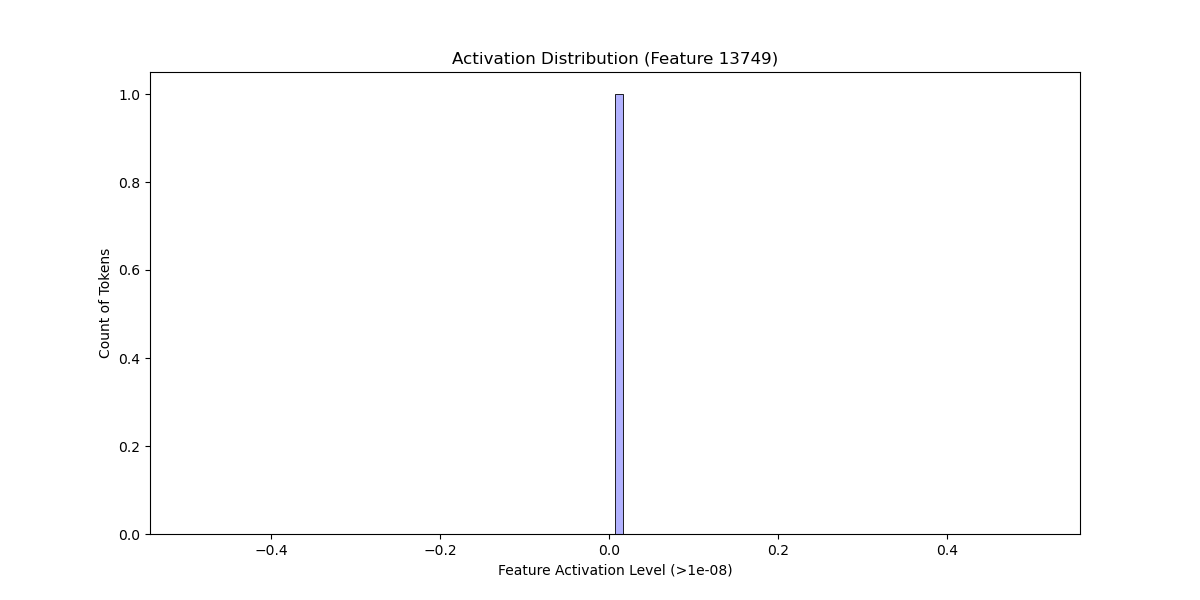 Activation Distribution (Feature 13749)
1.0
0.8
0.6
0.4
0.2
0.0
Count of Tokens
−0.4 −0.2 0.0 0.2 0.4
Feature Activation Level (>1e-08)